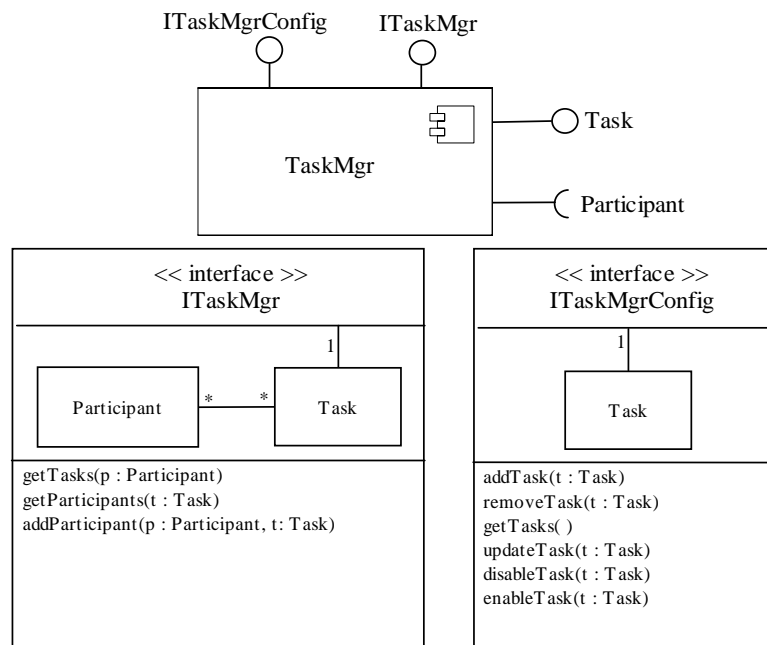 ITaskMgrConfig
ITaskMgr
Task
TaskMgr
Participant
<< interface >>
ITaskMgr
1
Participant
*
*
Task
getTasks(p : Participant)
getParticipants(t : Task)
addParticipant(p : Participant, t: Task)
<< interface >>
ITaskMgrConfig
1
Task
addTask(t : Task)
removeTask(t : Task)
getTasks( )
updateTask(t : Task)
disableTask(t : Task)
enableTask(t : Task)